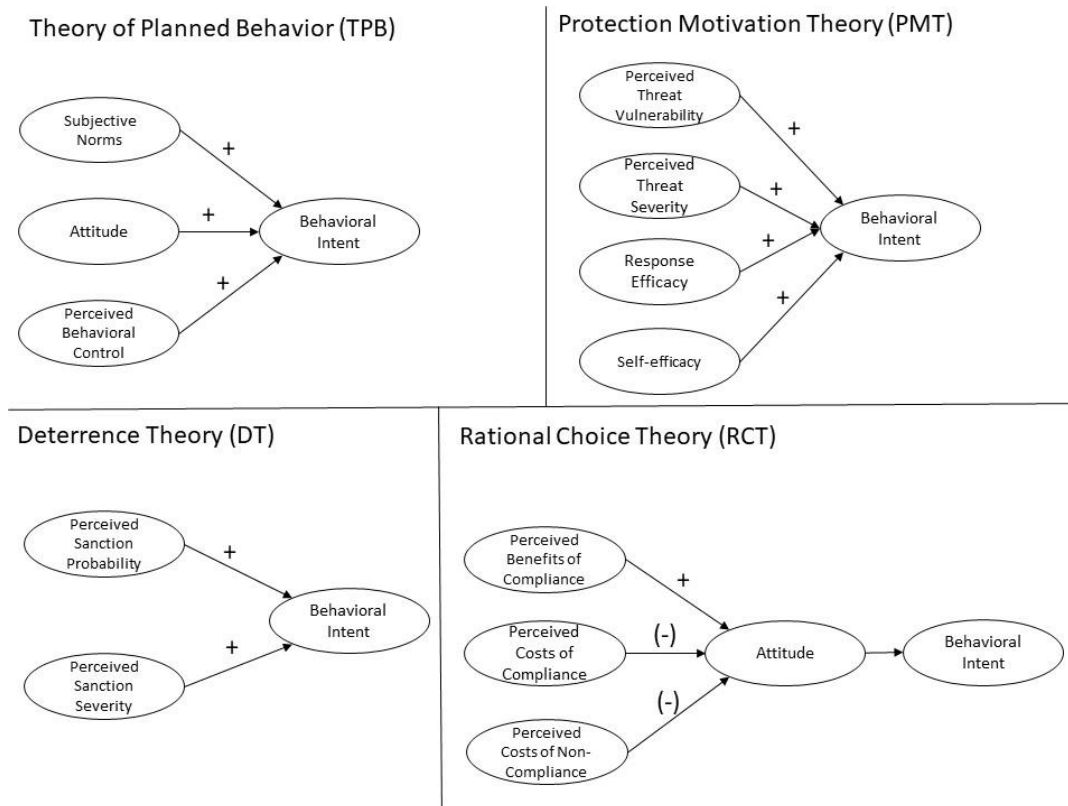 Theory of Planned Behavior (TPB)
Subjective
Norms
+
Attitude
+
Behavioral
Intent
+
Perceived
Behavioral
Control
Protection Motivation Theory (PMT)
Perceived
Threat
Vulnerability
+
Perceived
Threat
Severity
+
Behavioral
Intent
Response
Efficacy
+
+
Self-efficacy
Deterrence Theory (DT)
Perceived
Sanction
Probability
+
Behavioral
Intent
+
Perceived
Sanction
Severity
Rational Choice Theory (RCT)
Perceived
Benefits of
Compliance
+
Perceived
Costs of
Compliance
(-)
Attitude
Behavioral
Intent
(-)
Perceived
Costs of Non-
Compliance